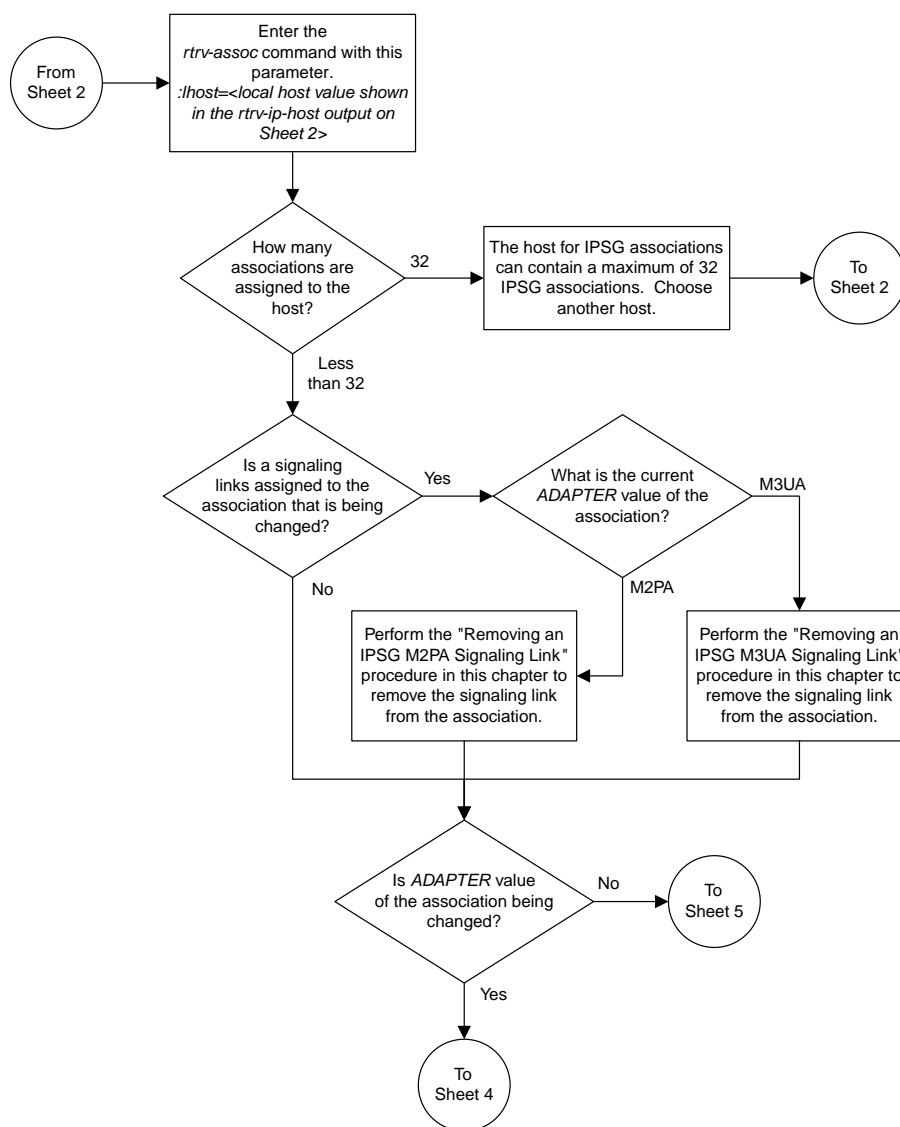 From
Sheet 2
Enter the
rtrv-assoc command with this
parameter.
:lhost=<local host value shown
in the rtrv-ip-host output on
Sheet 2>
How many
associations are
assigned to the
host?
32
The host for IPSG associations
can contain a maximum of 32
IPSG associations. Choose
another host.
To
Sheet 2
Less
than 32
Is a signaling
links assigned to the
association that is being
changed?
Yes
What is the current
ADAPTER value of the
association?
M3UA
No
M2PA
Perform the "Removing an
IPSG M2PA Signaling Link"
procedure in this chapter to
remove the signaling link
from the association.
Perform the "Removing an
IPSG M3UA Signaling Link"
procedure in this chapter to
remove the signaling link
from the association.
Is ADAPTER value
of the association being
changed?
No
To
Sheet 5
Yes
To
Sheet 4